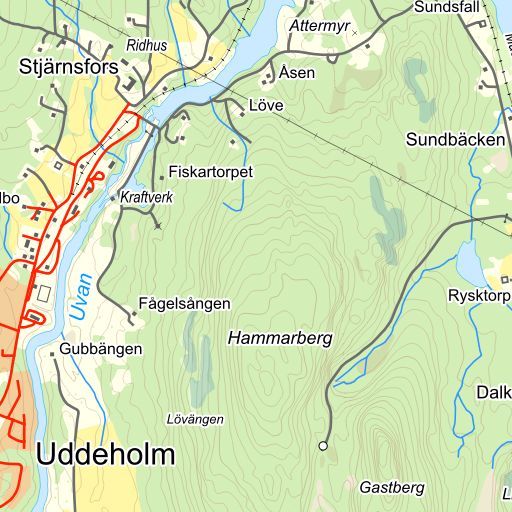 Sundsfall
Attermyr
Ridhus
Stjärnsfors
Åsen
Löve
Sundbäcken
Fiskartorpet
Kraftverk
lbo
Uvan
Rysktorp
Fågelsången
Hammarberg
Gubbängen
Dalk
Lövängen
Uddeholm
Gastberg